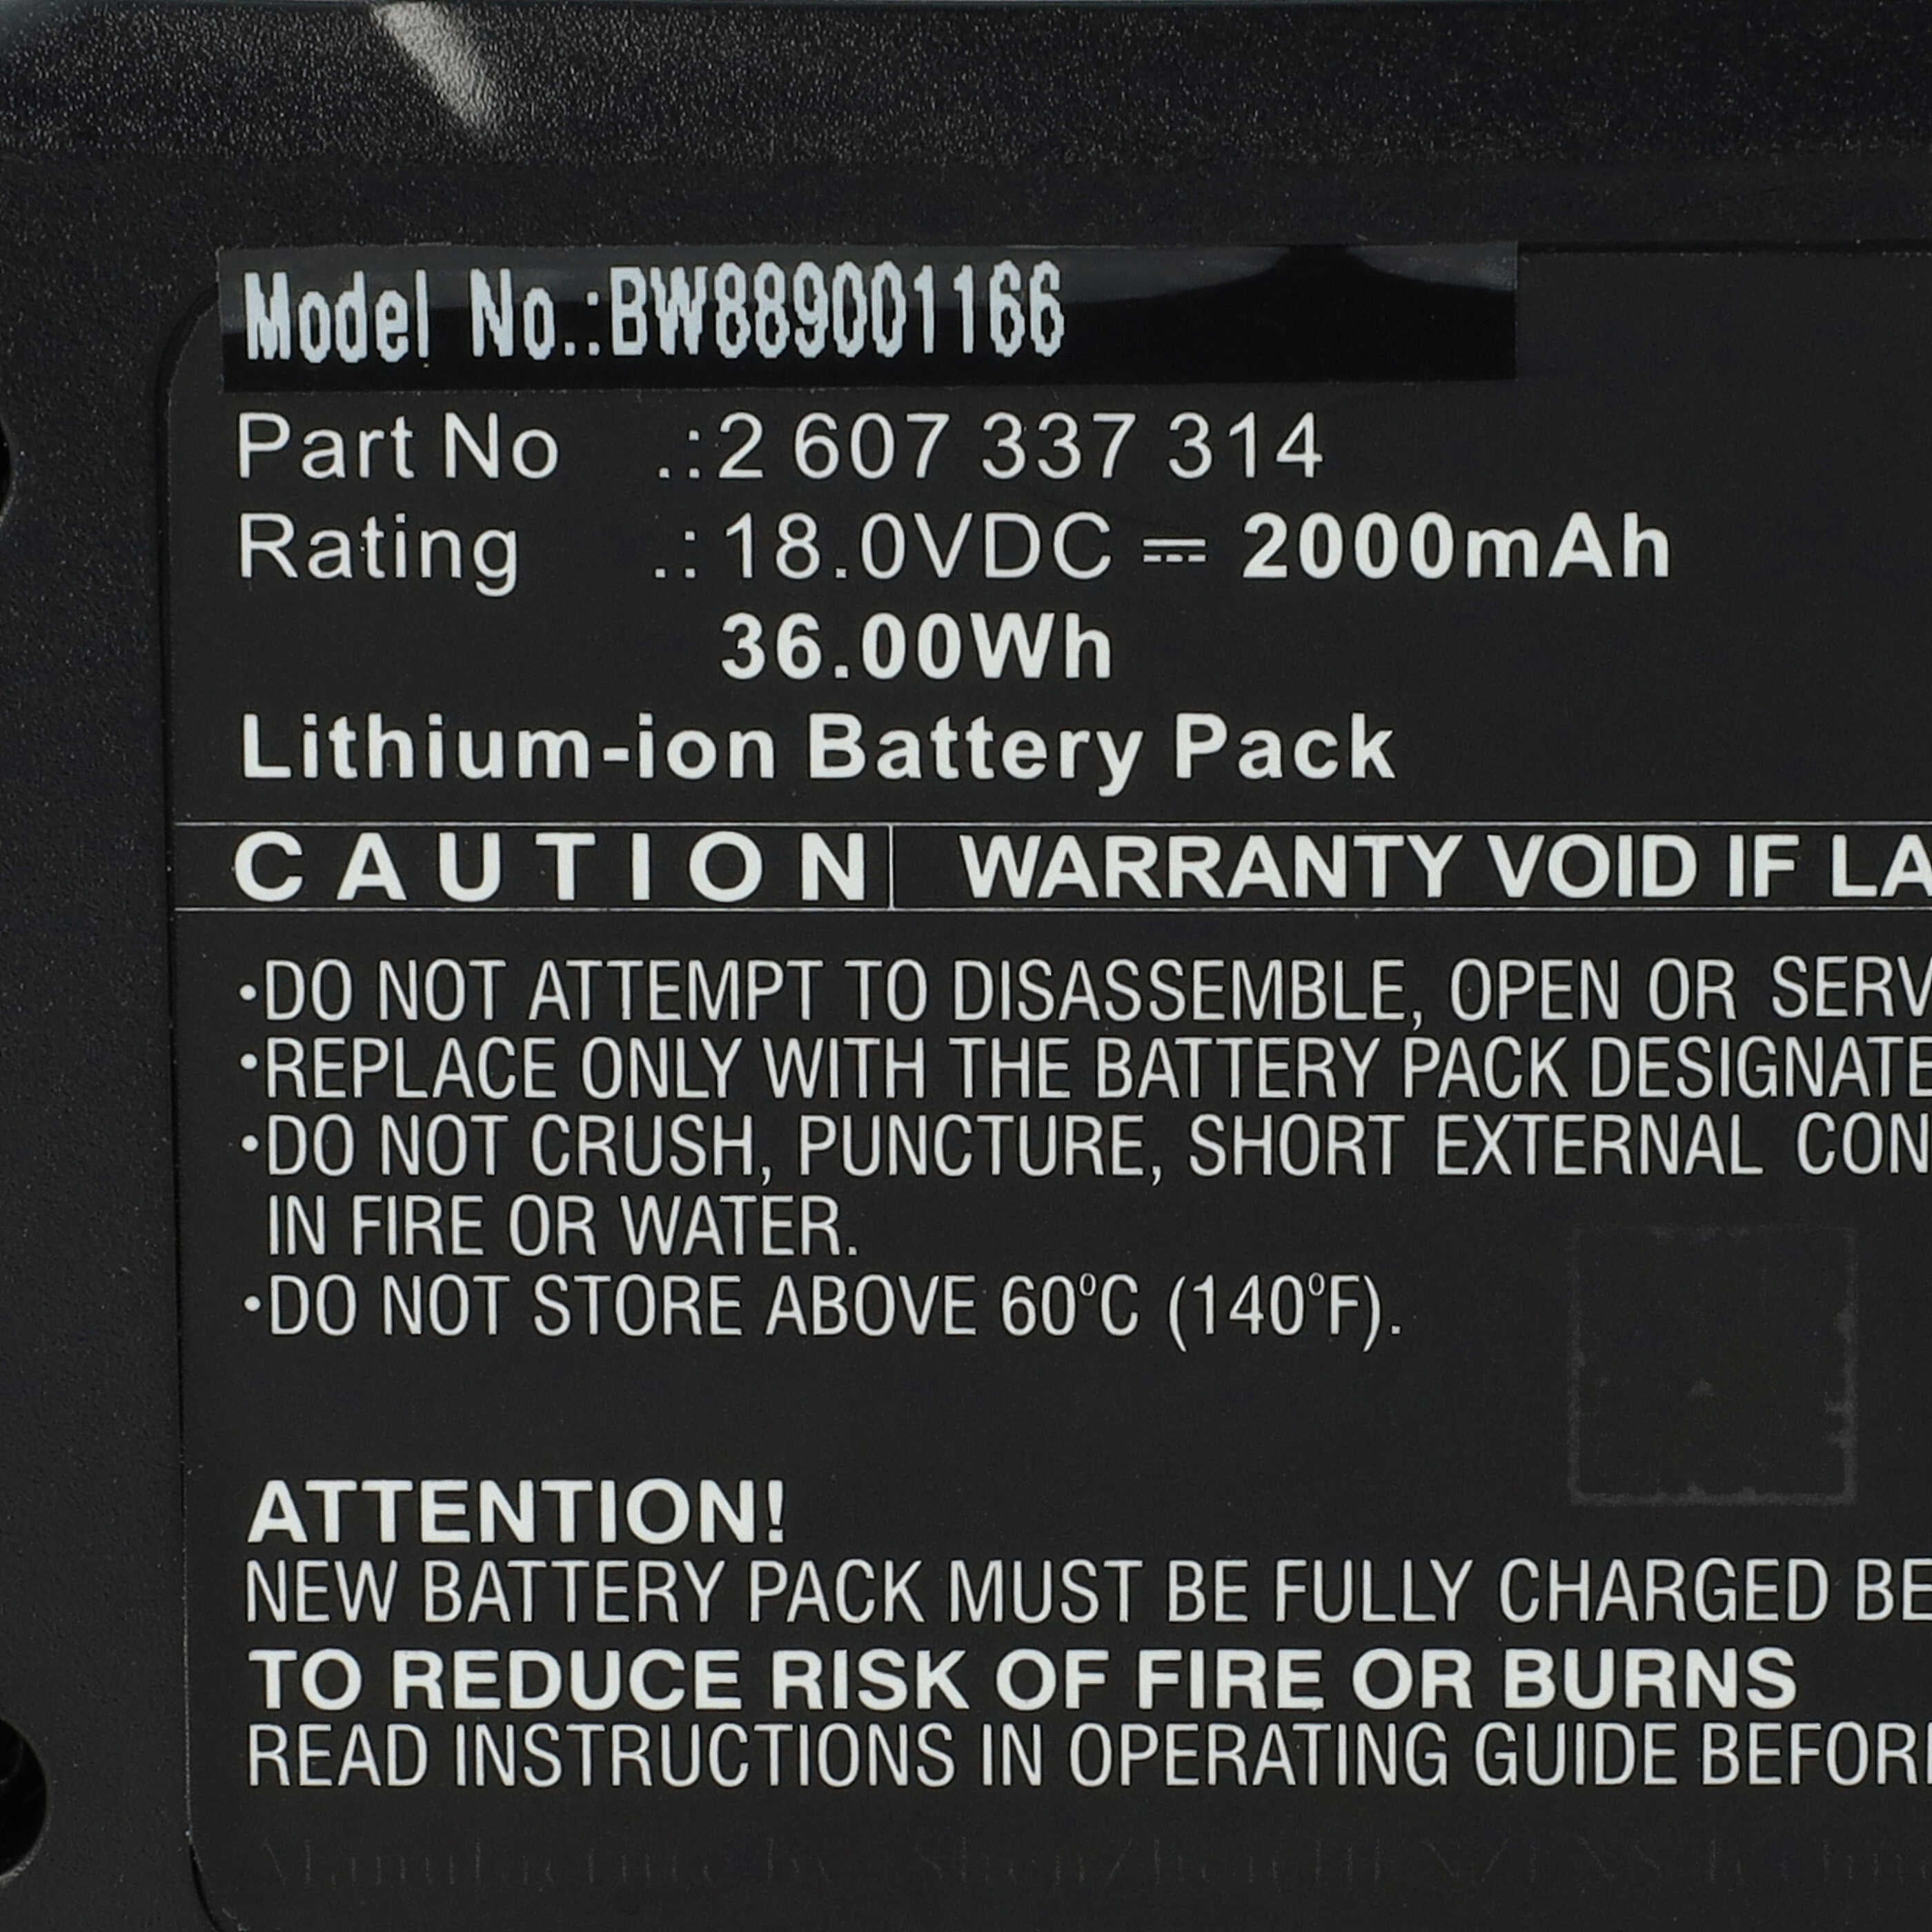 Model No.:BW889001166
Part No .:2 607 337 314
Rating .:18.0VDC ⎓ 2000mAh
36.00Wh
Lithium-ion Battery Pack
CAUTION WARRANTY VOID IF LA
•DO NOT ATTEMPT TO DISASSEMBLE, OPEN OR SERV
•REPLACE ONLY WITH THE BATTERY PACK DESIGNATE
•DO NOT CRUSH, PUNCTURE, SHORT EXTERNAL CON
IN FIRE OR WATER.
•DO NOT STORE ABOVE 60ºC (140ºF).
ATTENTION!
NEW BATTERY PACK MUST BE FULLY CHARGED BE
TO REDUCE RISK OF FIRE OR BURNS
READ INSTRUCTIONS IN OPERATING GUIDE BEFOR